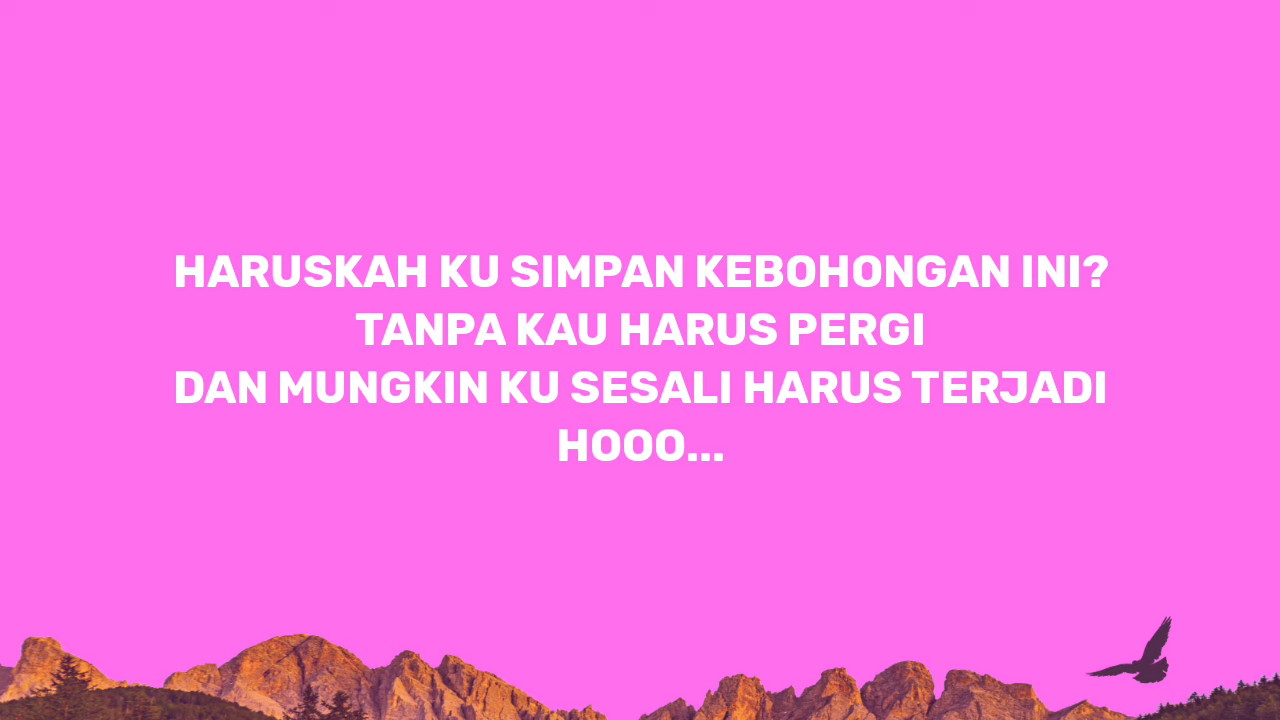 HARUSKAH KU SIMPAN KEBOHONGAN INI?
TANPA KAU HARUS PERGI
DAN MUNGKIN KU SESALI HARUS TERJADI
HOOO...